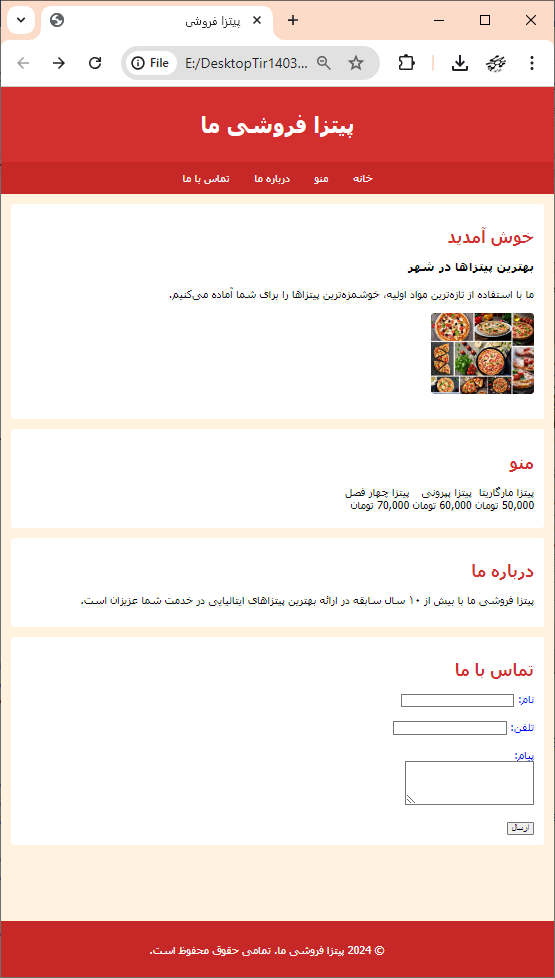 پیتزا فروشی
File
E:/DesktopTir1403...
پیتزا فروشی ما
خانه منو درباره ما تماس با ما
خوش آمدید
بهترین پیتزاها در شهر
ما با استفاده از تازه‌ترین مواد اولیه، خوشمزه‌ترین پیتزاها را برای شما آماده می‌کنیم.
منو
پیتزا مارگاریتا پیتزا پپرونی پیتزا چهار فصل
50,000 تومان 60,000 تومان 70,000 تومان
درباره ما
پیتزا فروشی ما با بیش از ۱۰ سال سابقه در ارائه بهترین پیتزاهای ایتالیایی در خدمت شما عزیزان است.
تماس با ما
نام:
تلفن:
پیام:
ارسال
© 2024 پیتزا فروشی ما. تمامی حقوق محفوظ است.